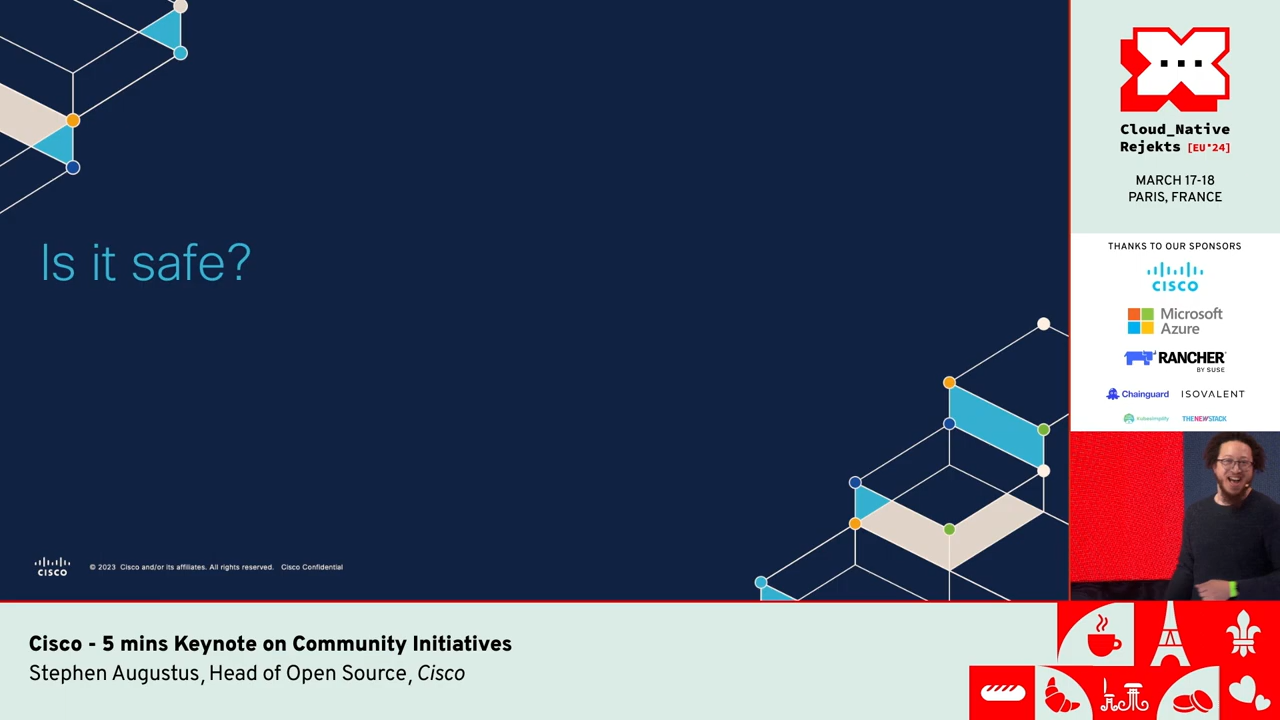 Is it safe?
CISCO
© 2023 Cisco and/or its affiliates. All rights reserved. Cisco Confidential
Cloud_Native
Rejekts [EU*24]
MARCH 17-18
PARIS, FRANCE
THANKS TO OUR SPONSORS
CISCO
Microsoft
Azure
RANCHER
BY SUSE
Chainguard ISOVALENT
Kubesimplify THENEWSTACK
Cisco - 5 mins Keynote on Community Initiatives
Stephen Augustus, Head of Open Source, Cisco